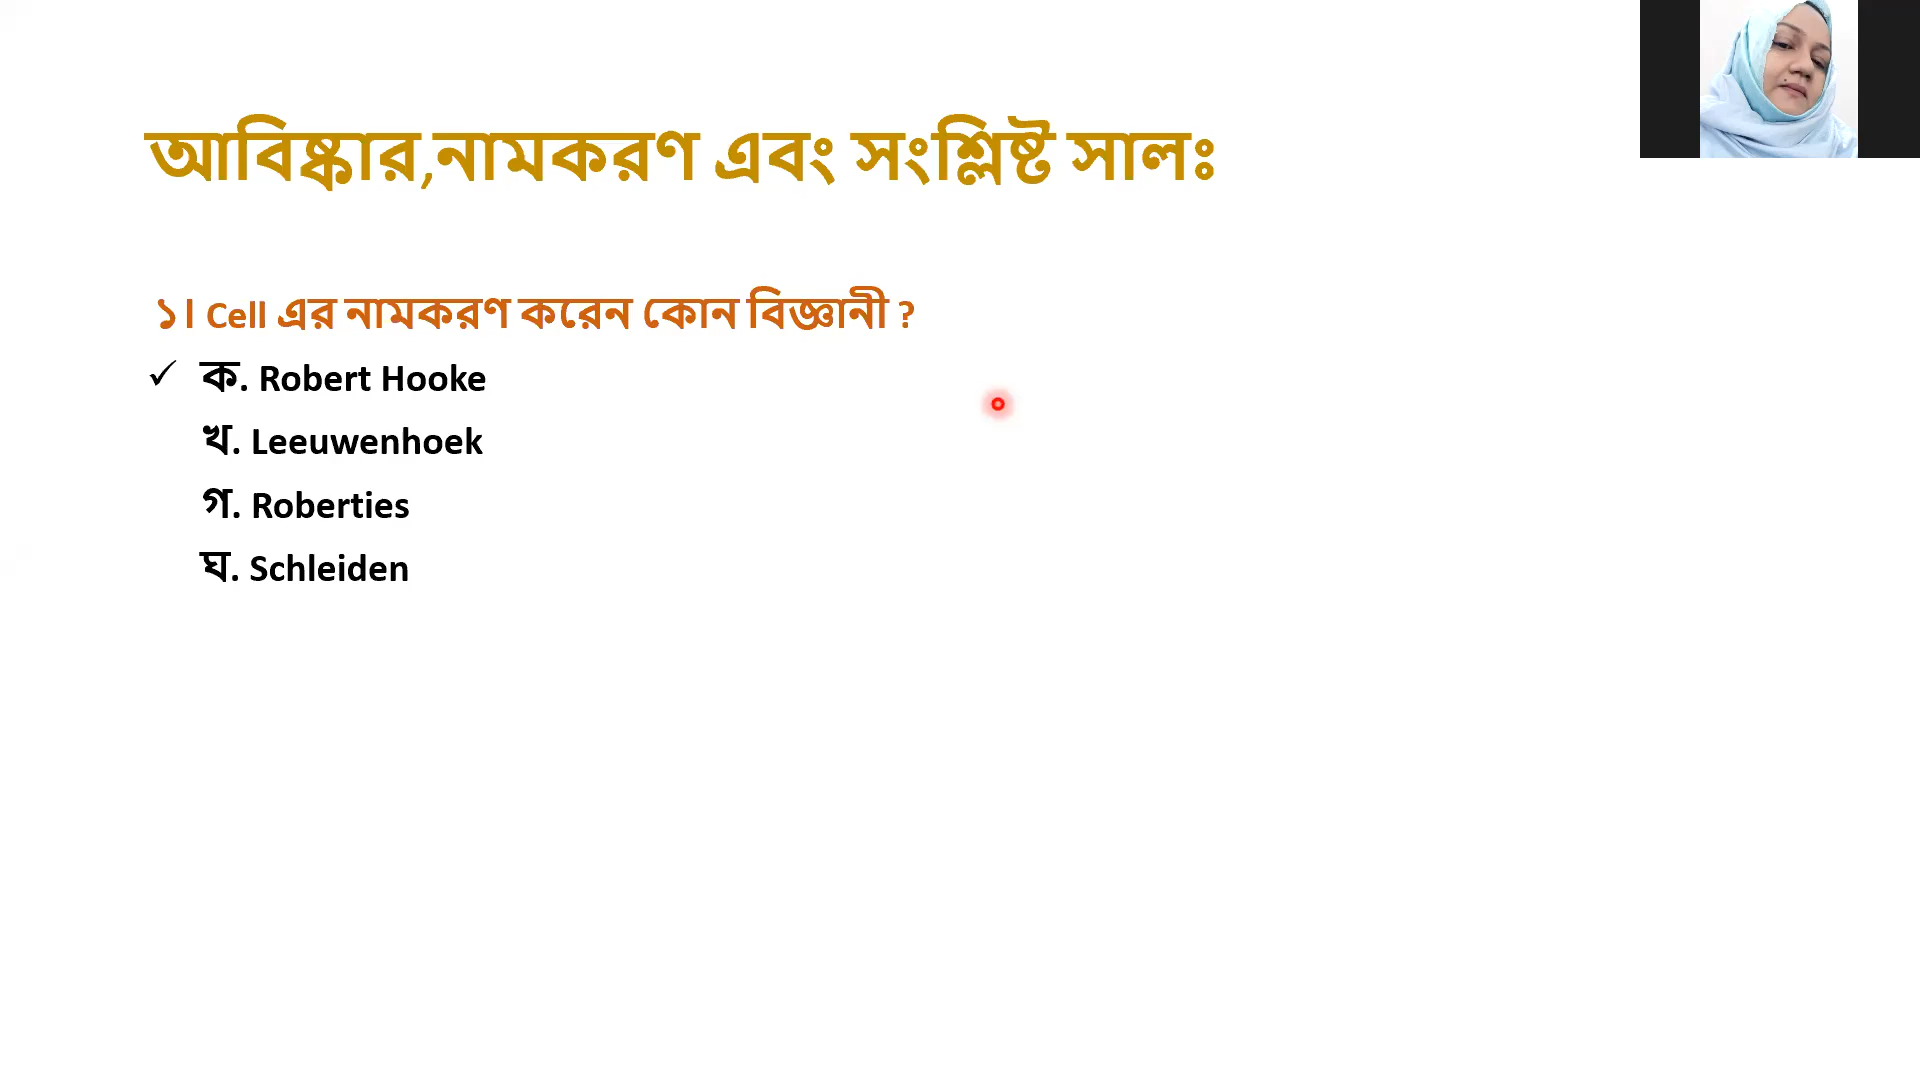 আবিষ্কার,নামকরণ এবং সংশ্লিষ্ট সালঃ
১। Cell এর নামকরণ করেন কোন বিজ্ঞানী ?
✓ ক. Robert Hooke
খ. Leeuwenhoek
গ. Roberties
ঘ. Schleiden